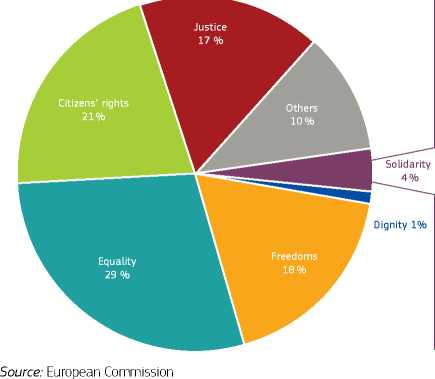 Justice
17 %
Others
10 %
Citizens' rights
21 %
Solidarity
4 %
Dignity 1%
Equality
29 %
Freedoms
18 %
Source: European Commission